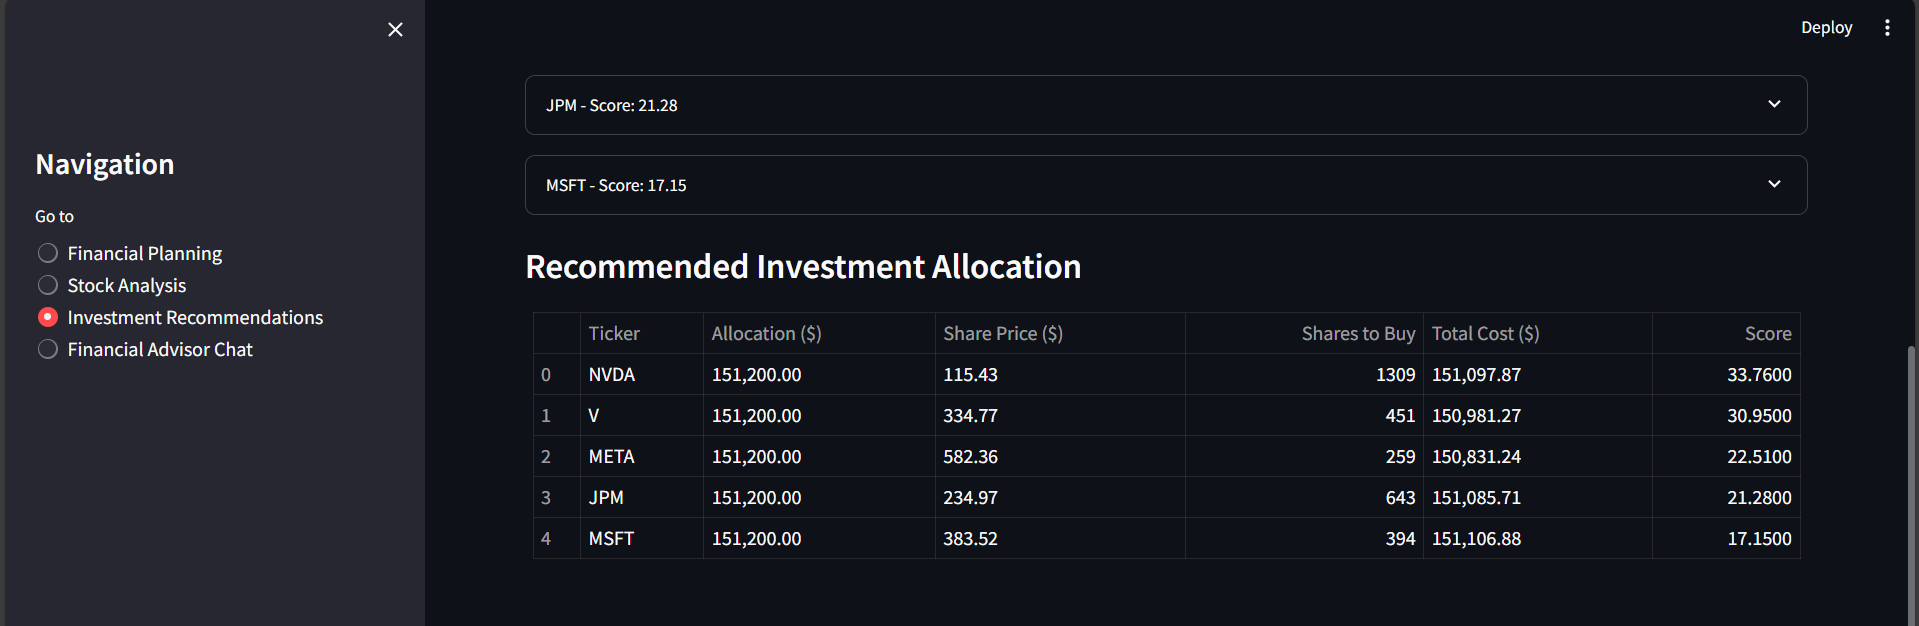 Deploy
Navigation
Go to
Financial Planning
Stock Analysis
Investment Recommendations
Financial Advisor Chat
JPM - Score: 21.28
MSFT - Score: 17.15
Recommended Investment Allocation
Ticker Allocation ($) Share Price ($) Shares to Buy Total Cost ($) Score
0 NVDA 151,200.00 115.43 1309 151,097.87 33.7600
1 V 151,200.00 334.77 451 150,981.27 30.9500
2 META 151,200.00 582.36 259 150,831.24 22.5100
3 JPM 151,200.00 234.97 643 151,085.71 21.2800
4 MSFT 151,200.00 383.52 394 151,106.88 17.1500